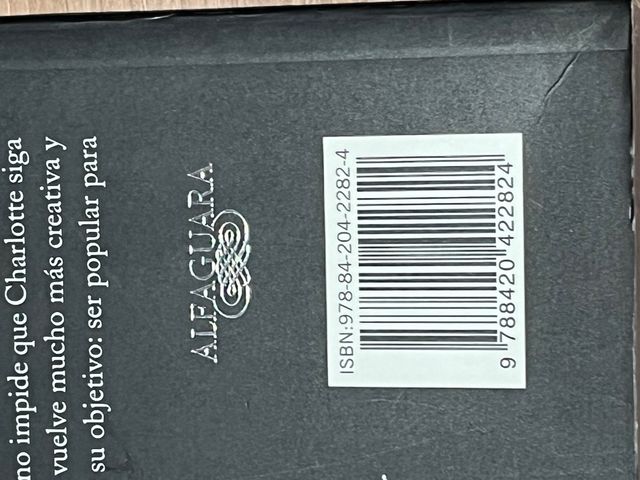 no impide que Charlotte siga
vuelve mucho más creativa y
su objetivo: ser popular para
ALFAGUARA
ISBN:978-84-204-2282-4
9 788420 422824